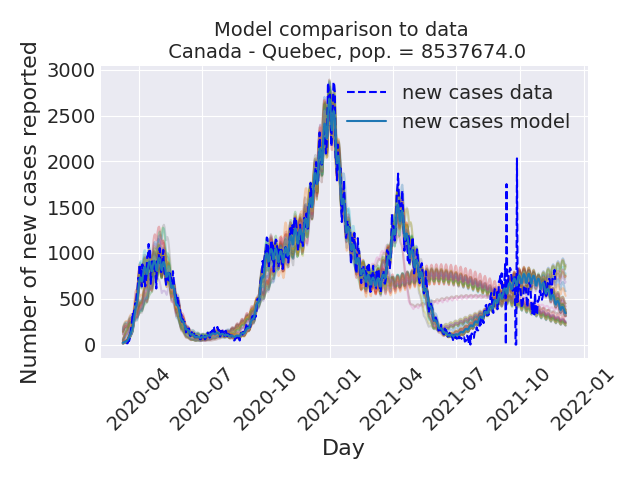 Model comparison to data
Canada - Quebec, pop. = 8537674.0
Number of new cases reported
3000
2500
2000
1500
1000
500
0
new cases data
new cases model
2020-04
2020-07
2020-10
2021-01
2021-04
2021-07
2021-10
2022-01
Day